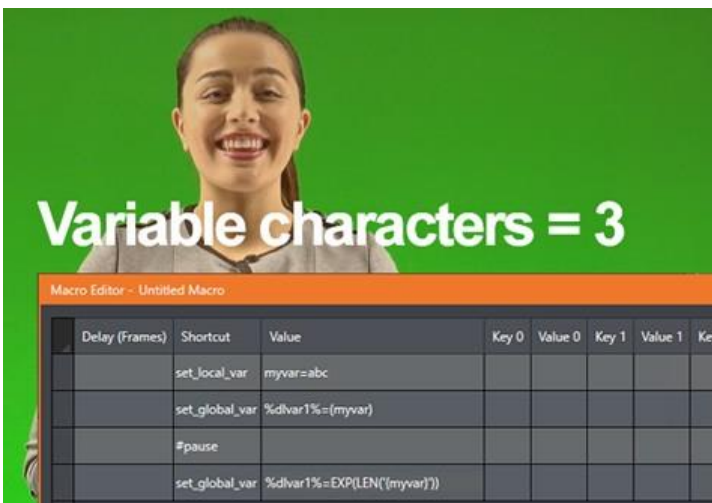 Variable characters = 3
Macro Editor - Untitled Macro
Delay (Frames) Shortcut Value Key 0 Value 0 Key 1 Value 1 Ke
set_local_var myvar=abc
set_global_var %dlvar1%={myvar}
#pause
set_global_var %dlvar1%=EXP(LEN('{myvar}'))